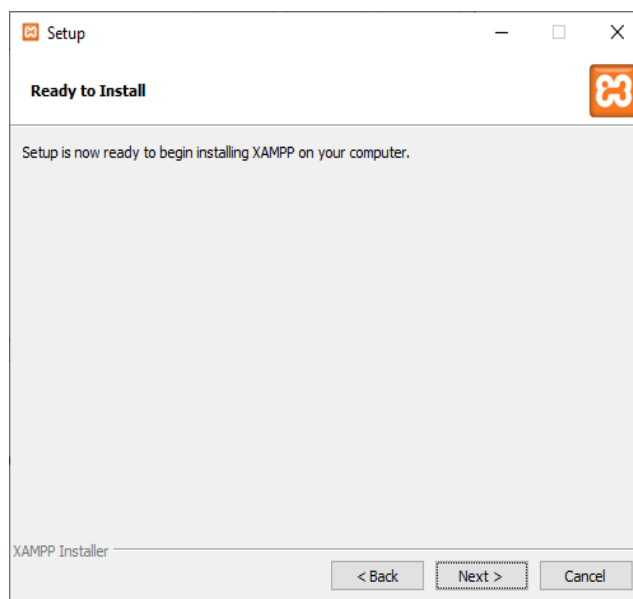 Setup
Ready to Install
Setup is now ready to begin installing XAMPP on your computer.
XAMPP Installer
< Back Next > Cancel